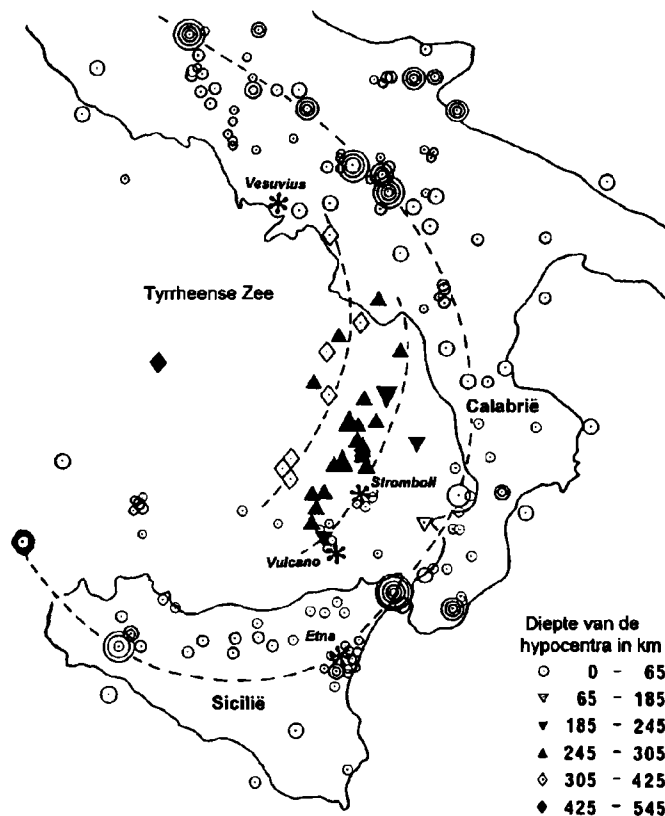 Vesuvius
Tyrrheense Zee
Calabrië
Stromboli
Vulcano
Etna
Sicilië
Diepte van de
hypocentra in km
0 - 65
65 - 185
185 - 245
245 - 305
305 - 425
425 - 545